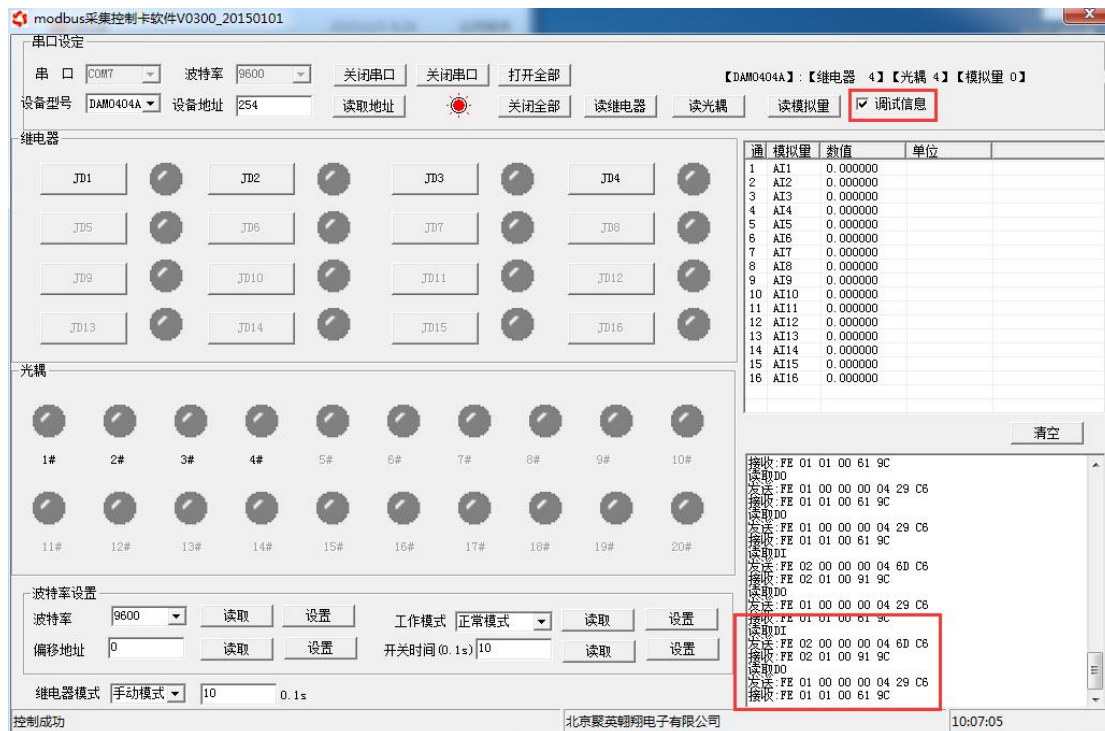 modbus采集控制卡软件V0300_20150101
串口设定
串 口 COM7 波特率 9600 关闭串口 关闭串口 打开全部 【DAM0404A】:【继电器 4】【光耦 4】【模拟量 0】
设备型号 DAM0404A 设备地址 254 读取地址 关闭全部 读继电器 读光耦 读模拟量 调试信息
继电器
JD1 JD2 JD3 JD4
JD5 JD6 JD7 JD8
JD9 JD10 JD11 JD12
JD13 JD14 JD15 JD16
通 模拟量 数值 单位
1 AI1 0.000000
2 AI2 0.000000
3 AI3 0.000000
4 AI4 0.000000
5 AI5 0.000000
6 AI6 0.000000
7 AI7 0.000000
8 AI8 0.000000
9 AI9 0.000000
10 AI10 0.000000
11 AI11 0.000000
12 AI12 0.000000
13 AI13 0.000000
14 AI14 0.000000
15 AI15 0.000000
16 AI16 0.000000
光耦
1# 2# 3# 4# 5# 6# 7# 8# 9# 10#
11# 12# 13# 14# 15# 16# 17# 18# 19# 20#
清空
接收:FE 01 01 00 61 9C
读取DO
发送:FE 01 00 00 00 04 29 C6
接收:FE 01 01 00 61 9C
读取DO
发送:FE 01 00 00 00 04 29 C6
接收:FE 01 01 00 61 9C
读取DI
发送:FE 02 00 00 00 04 6D C6
接收:FE 02 01 00 91 9C
读取DO
发送:FE 01 00 00 00 04 29 C6
接收:FE 01 01 00 61 9C
读取DI
发送:FE 02 00 00 00 04 6D C6
接收:FE 02 01 00 91 9C
读取DO
发送:FE 01 00 00 00 04 29 C6
接收:FE 01 01 00 61 9C
波特率设置
波特率 9600 读取 设置 工作模式 正常模式 读取 设置
偏移地址 0 读取 设置 开关时间(0.1s) 10 读取 设置
继电器模式 手动模式 10 0.1s
控制成功 北京聚英翱翔电子有限公司 10:07:05